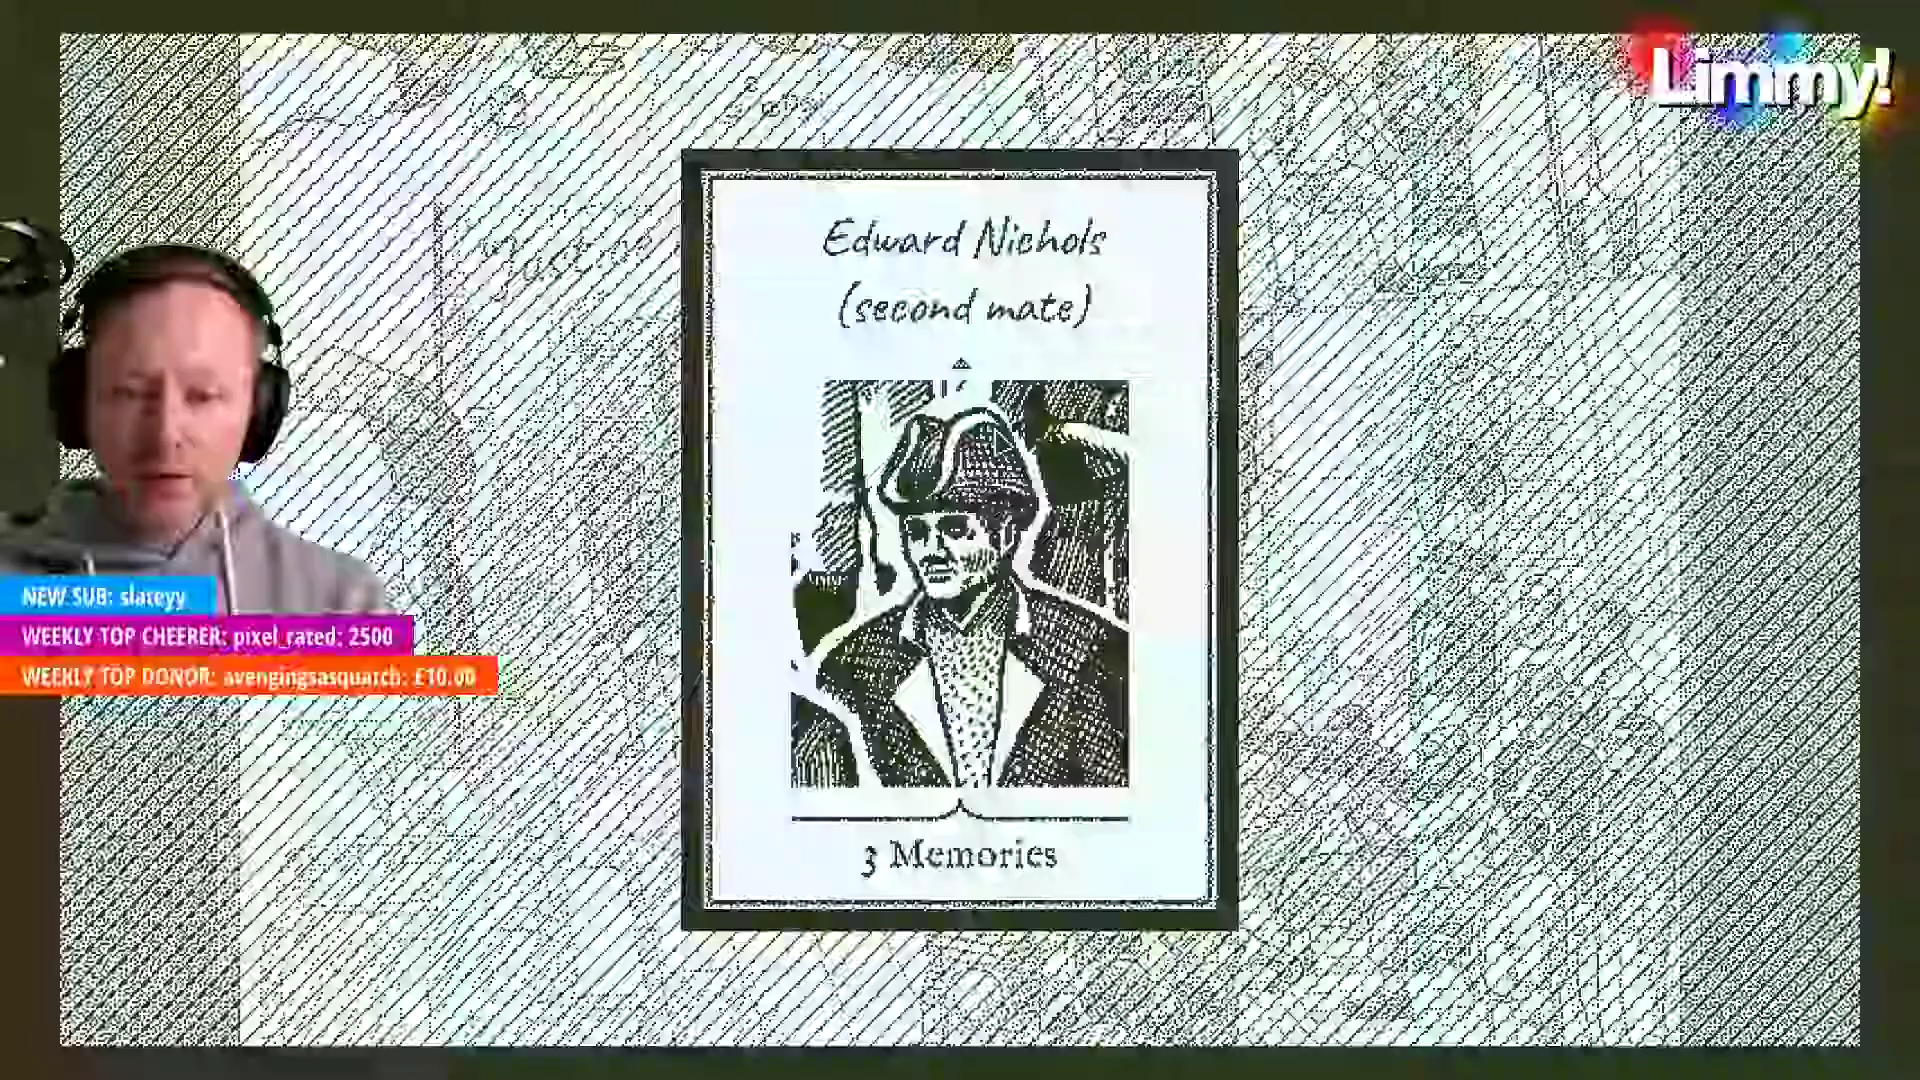 Limmy!
Edward Nichols
(second mate)
3 Memories
NEW SUB: slateyy
WEEKLY TOP CHEERER: pixel_rated: 2500
WEEKLY TOP DONOR: avengingsasquatch: £10.00